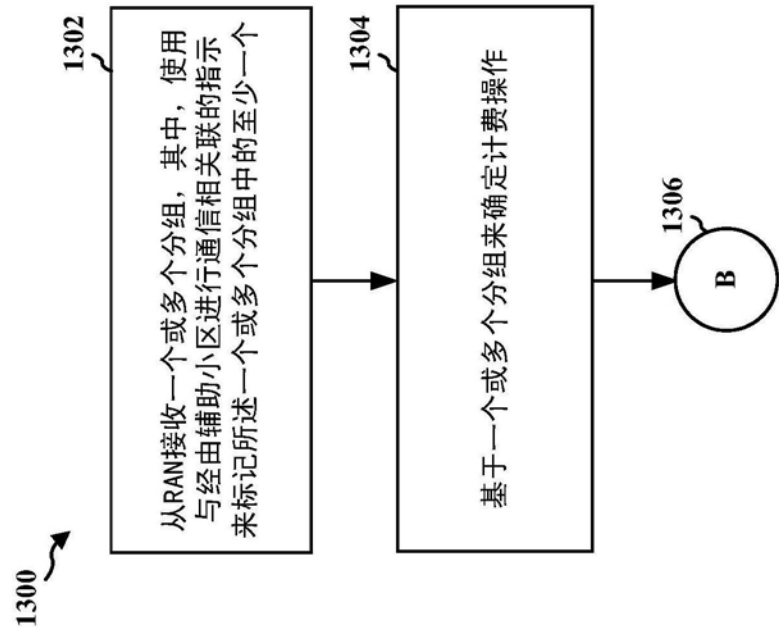 1300
1302
从RAN接收一个或多个分组，其中，使用
与经由辅助小区进行通信相关联的指示
来标记所述一个或多个分组中的至少一个
1304
基于一个或多个分组来确定计费操作
1306
B